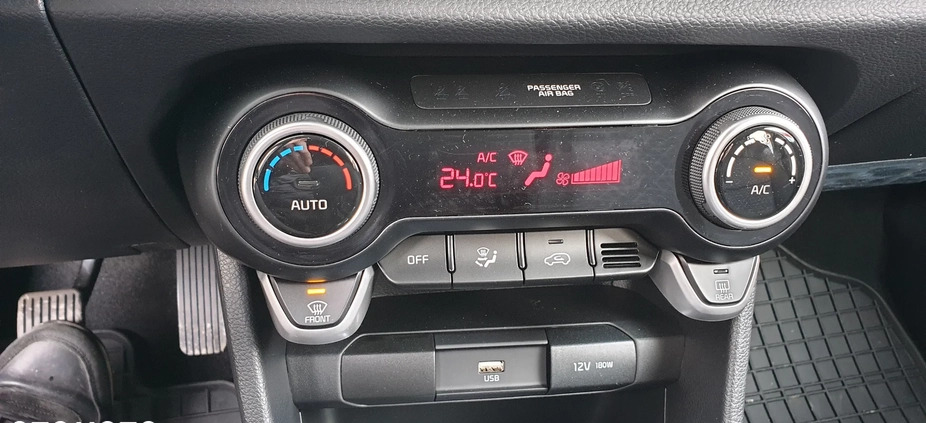 PASSENGER
AIR BAG
A/C
24.0°C
AUTO
- +
A/C
OFF
FRONT
REAR
USB
12V 180W